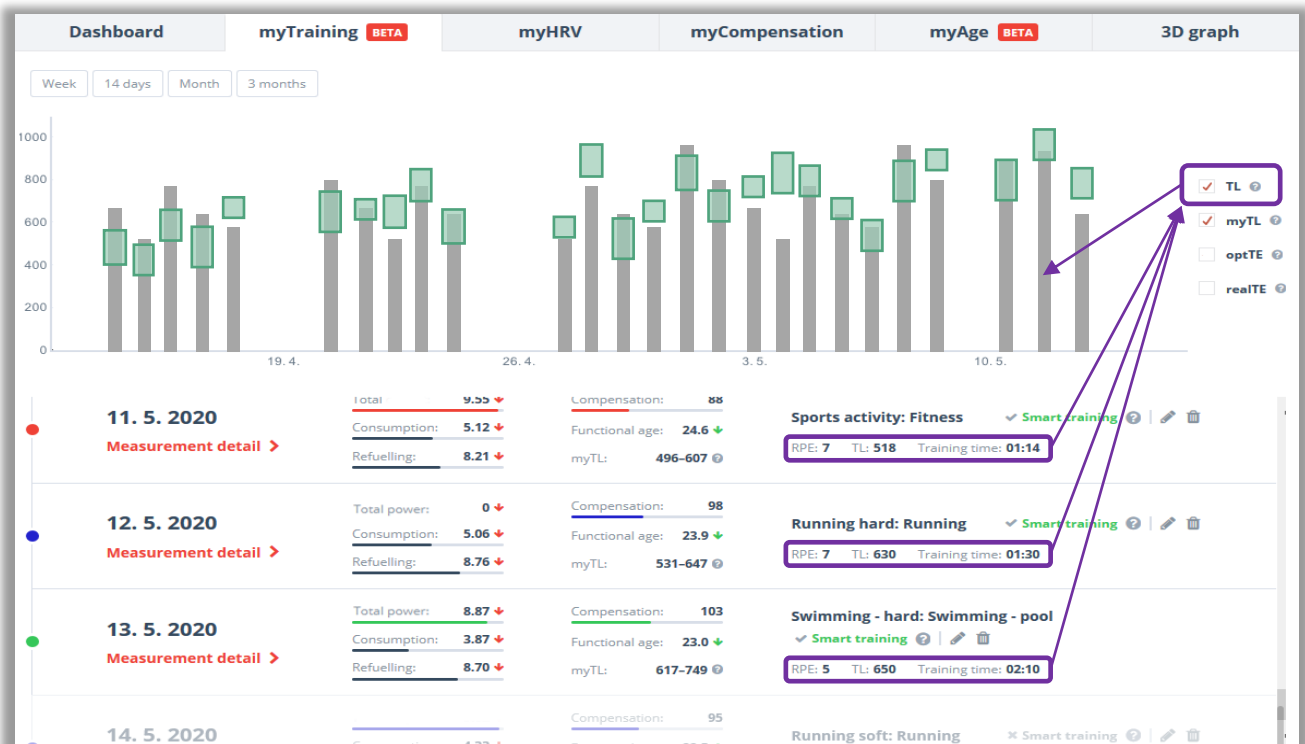 Dashboard myTraining BETA myHRV myCompensation myAge BETA 3D graph
Week 14 days Month 3 months
1000
800
600
400
200
0
19. 4. 26. 4. 3. 5. 10. 5.
TL
myTL
optTE
realTE
11. 5. 2020
Measurement detail
Total 9.55
Consumption: 5.12
Refuelling: 8.21
Compensation: 88
Functional age: 24.6
myTL: 496–607
Sports activity: Fitness Smart training
RPE: 7 TL: 518 Training time: 01:14
12. 5. 2020
Measurement detail
Total power: 0
Consumption: 5.06
Refuelling: 8.76
Compensation: 98
Functional age: 23.9
myTL: 531–647
Running hard: Running Smart training
RPE: 7 TL: 630 Training time: 01:30
13. 5. 2020
Measurement detail
Total power: 8.87
Consumption: 3.87
Refuelling: 8.70
Compensation: 103
Functional age: 23.0
myTL: 617–749
Swimming - hard: Swimming - pool
Smart training
RPE: 5 TL: 650 Training time: 02:10
14. 5. 2020
Compensation: 95
Running soft: Running Smart training